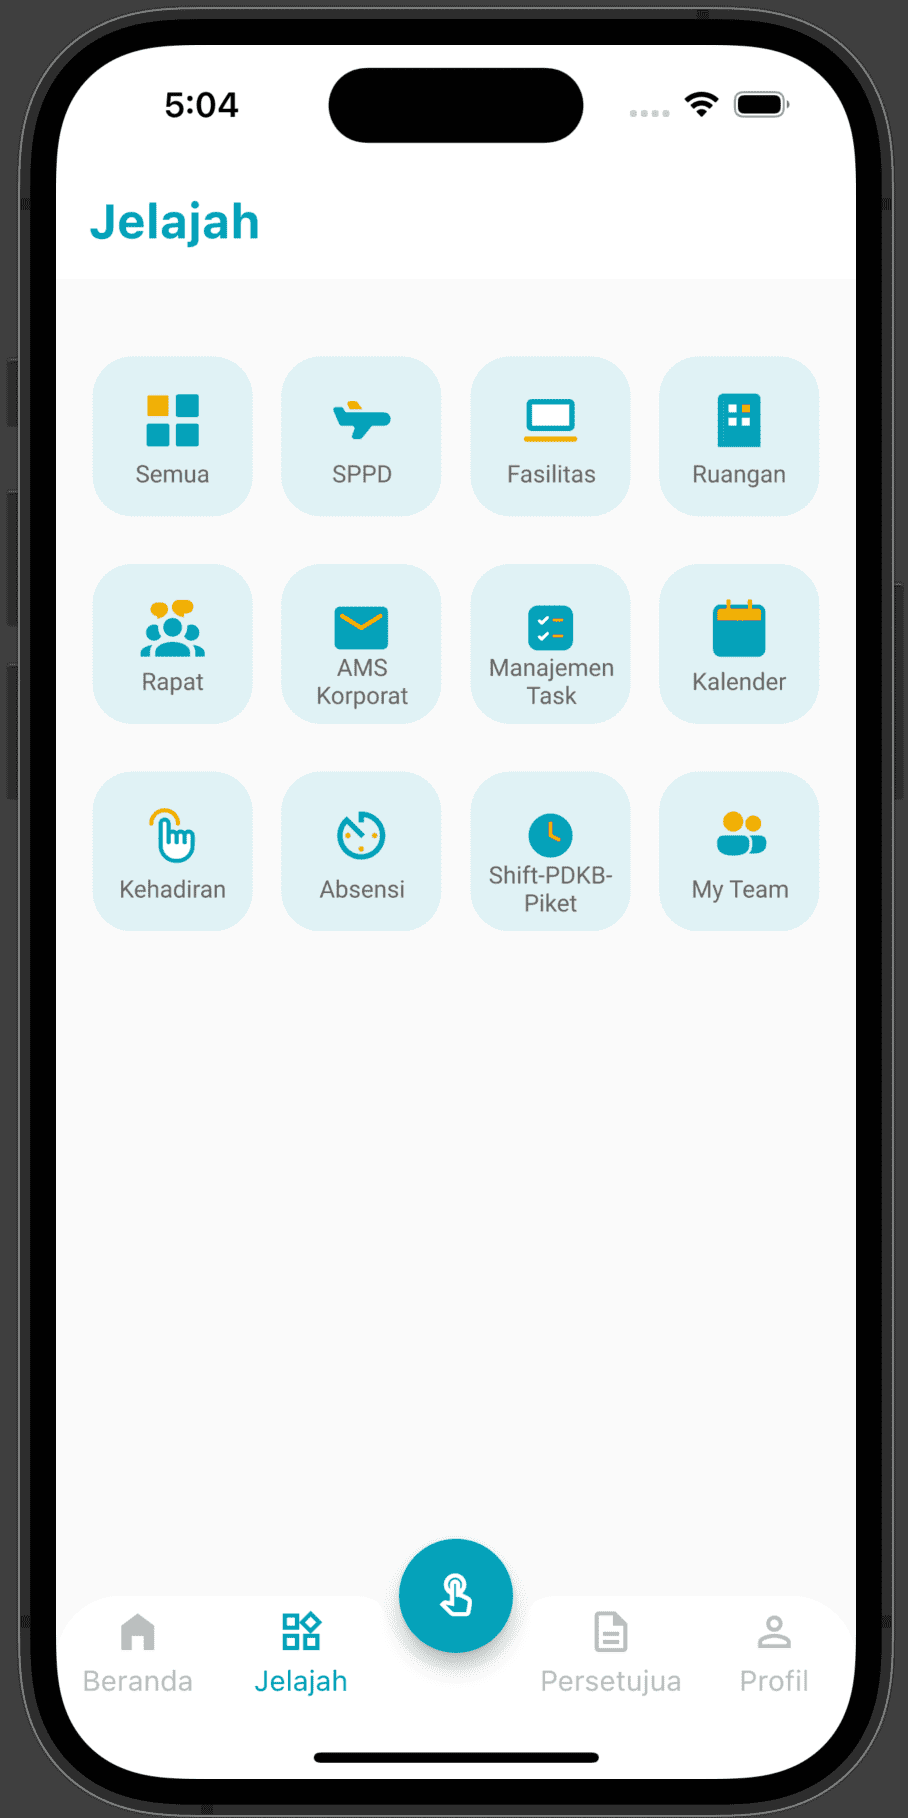 5:04
Jelajah
Semua
SPPD
Fasilitas
Ruangan
Rapat
AMS
Korporat
Manajemen
Task
Kalender
Kehadiran
Absensi
Shift-PDKB-
Piket
My Team
Beranda
Jelajah
Persetujua
Profil